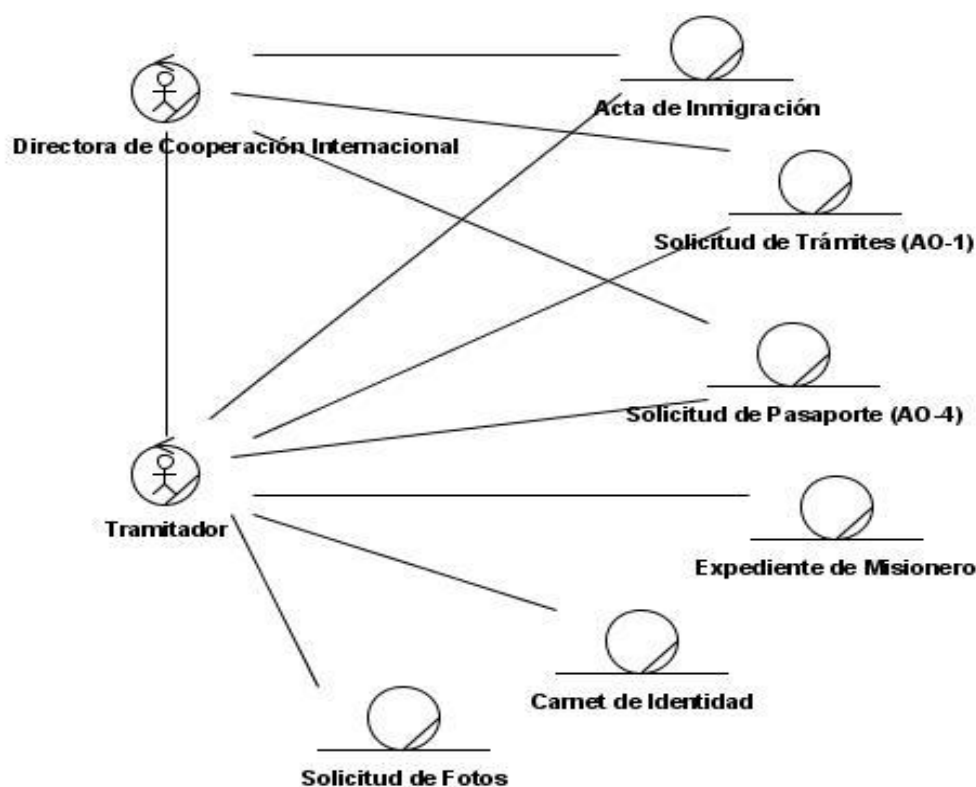 Acta de Inmigración
Directora de Cooperación Internacional
Solicitud de Trámites (AO-1)
Solicitud de Pasaporte (AO-4)
Tramitador
Expediente de Misionero
Carnet de Identidad
Solicitud de Fotos